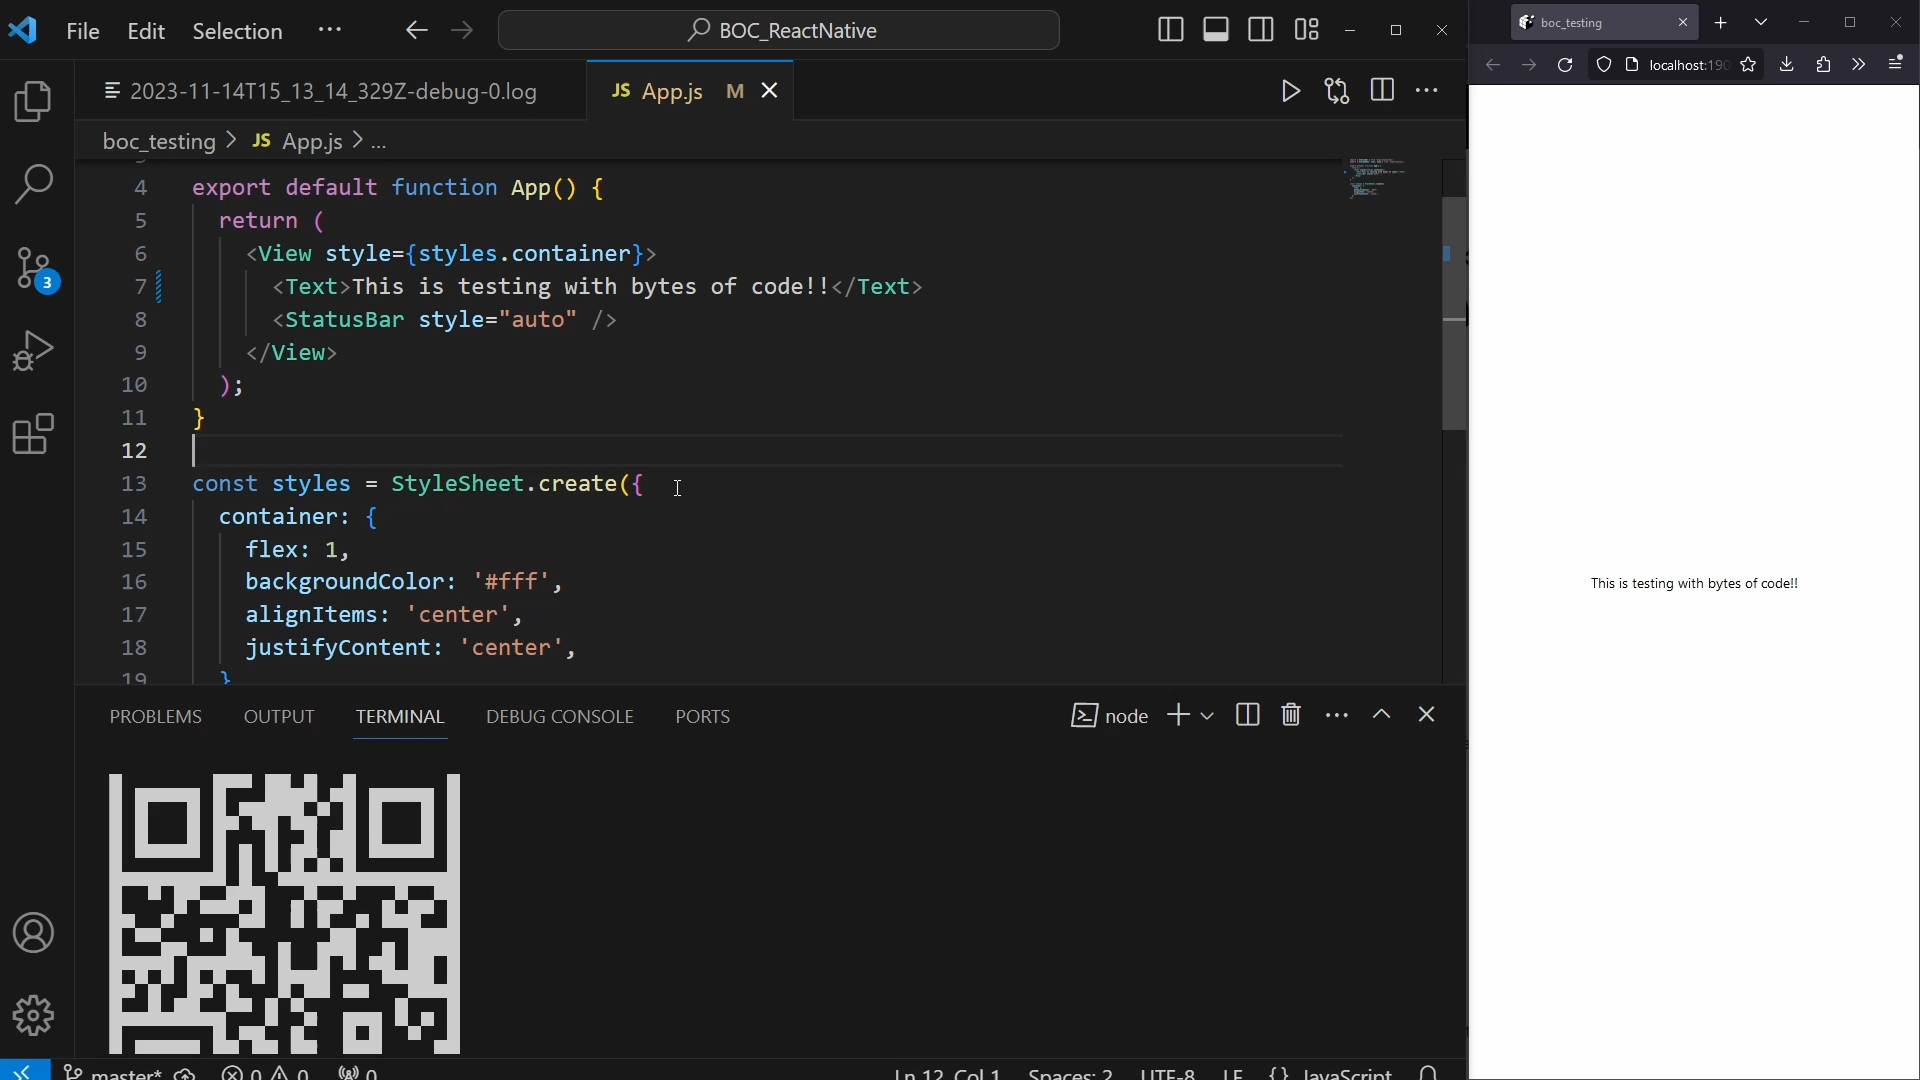 File Edit Selection ···
BOC_ReactNative
boc_testing
localhost:190
2023-11-14T15_13_14_329Z-debug-0.log
JS App.js M
boc_testing > JS App.js > ...
4 export default function App() {
5 return (
6 <View style={styles.container}>
7 <Text>This is testing with bytes of code!!</Text>
8 <StatusBar style="auto" />
9 </View>
10 );
11 }
12
13 const styles = StyleSheet.create({
14 container: {
15 flex: 1,
16 backgroundColor: '#fff',
17 alignItems: 'center',
18 justifyContent: 'center',
19 }
3
PROBLEMS OUTPUT TERMINAL DEBUG CONSOLE PORTS
node
master* 0 0 0 Ln 12, Col 1 Spaces: 2 UTF-8 LF {} JavaScript
This is testing with bytes of code!!